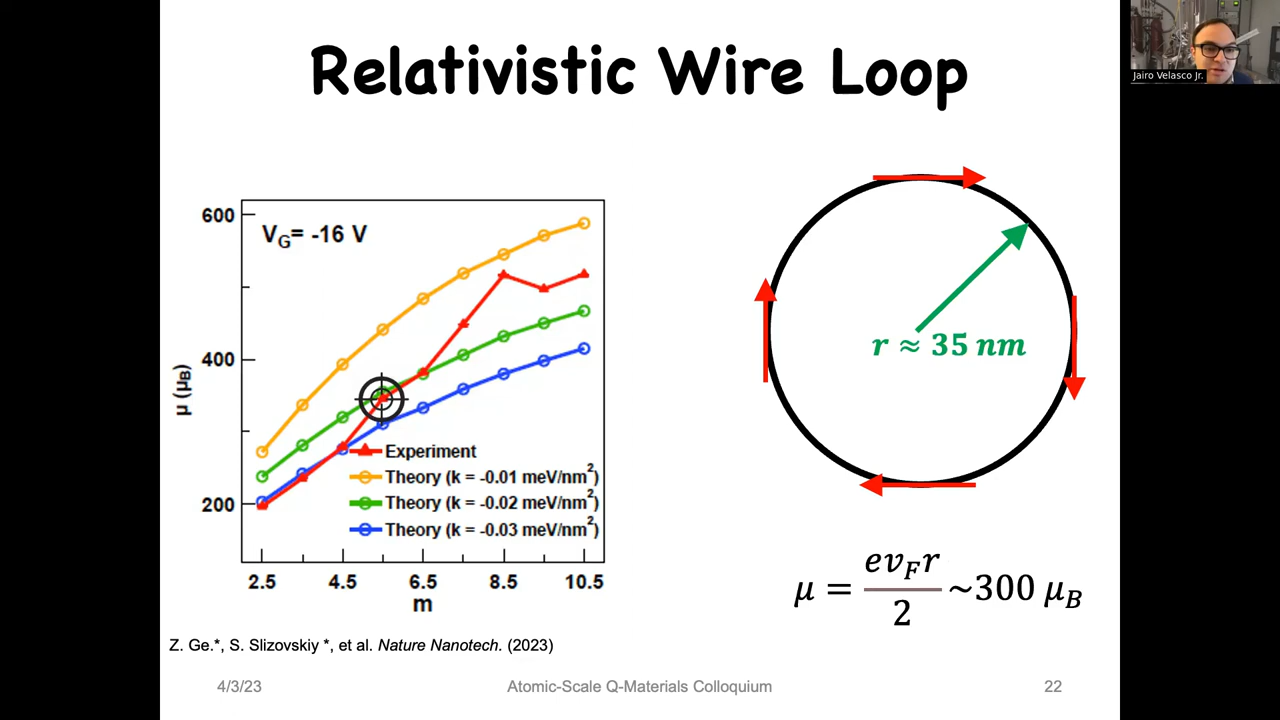 Relativistic Wire Loop
Jairo Velasco Jr.
V_G= -16 V
600
400
200
μ (μB)
Experiment
Theory (k = -0.01 meV/nm²)
Theory (k = -0.02 meV/nm²)
Theory (k = -0.03 meV/nm²)
2.5 4.5 6.5 8.5 10.5
m
r ≈ 35 nm
μ = ev_F r / 2 ~300 μ_B
Z. Ge.*, S. Slizovskiy *, et al. Nature Nanotech. (2023)
4/3/23 Atomic-Scale Q-Materials Colloquium 22